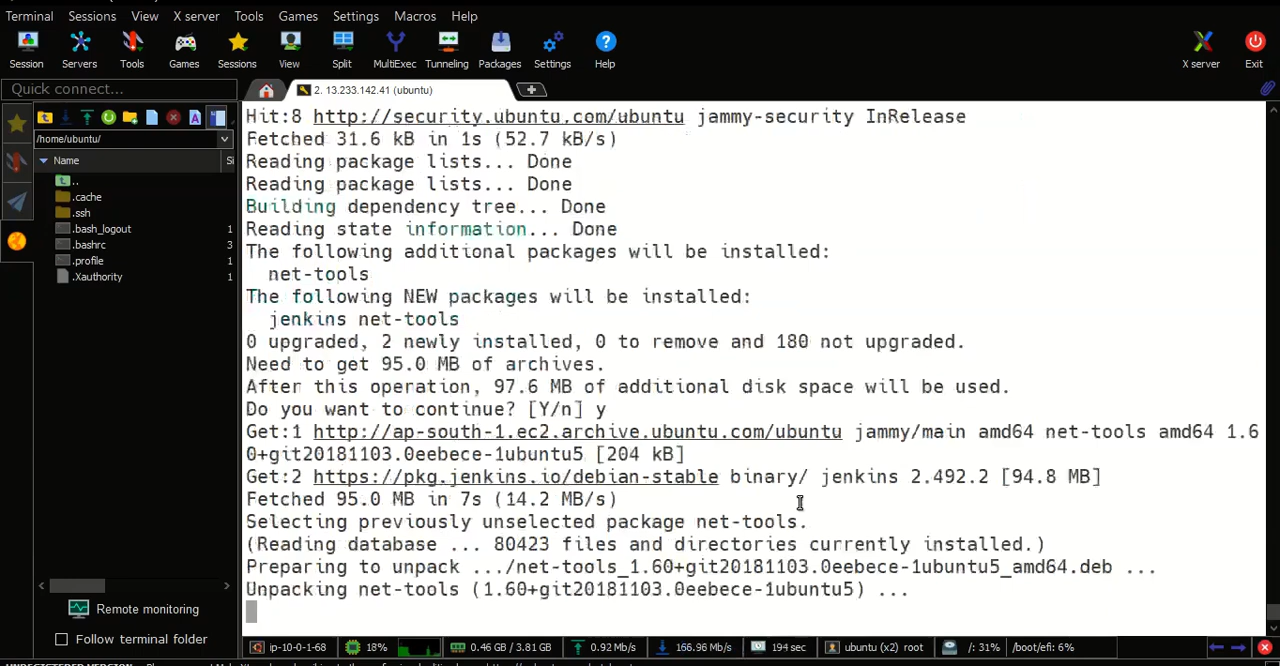 Terminal Sessions View X server Tools Games Settings Macros Help
Session Servers Tools Games Sessions View Split MultiExec Tunneling Packages Settings Help X server Exit
Quick connect...
2. 13.233.142.41 (ubuntu)
/home/ubuntu/
Name Si
..
.cache
.ssh
.bash_logout 1
.bashrc 3
.profile 1
.Xauthority 1
Remote monitoring
Follow terminal folder
Hit:8 http://security.ubuntu.com/ubuntu jammy-security InRelease
Fetched 31.6 kB in 1s (52.7 kB/s)
Reading package lists... Done
Reading package lists... Done
Building dependency tree... Done
Reading state information... Done
The following additional packages will be installed:
net-tools
The following NEW packages will be installed:
jenkins net-tools
0 upgraded, 2 newly installed, 0 to remove and 180 not upgraded.
Need to get 95.0 MB of archives.
After this operation, 97.6 MB of additional disk space will be used.
Do you want to continue? [Y/n] y
Get:1 http://ap-south-1.ec2.archive.ubuntu.com/ubuntu jammy/main amd64 net-tools amd64 1.6
0+git20181103.0eebece-1ubuntu5 [204 kB]
Get:2 https://pkg.jenkins.io/debian-stable binary/ jenkins 2.492.2 [94.8 MB]
Fetched 95.0 MB in 7s (14.2 MB/s)
Selecting previously unselected package net-tools.
(Reading database ... 80423 files and directories currently installed.)
Preparing to unpack .../net-tools_1.60+git20181103.0eebece-1ubuntu5_amd64.deb ...
Unpacking net-tools (1.60+git20181103.0eebece-1ubuntu5) ...
ip-10-0-1-68 18% 0.46 GB / 3.81 GB 0.92 Mb/s 166.96 Mb/s 194 sec ubuntu (x2) root /: 31% /boot/efi: 6%